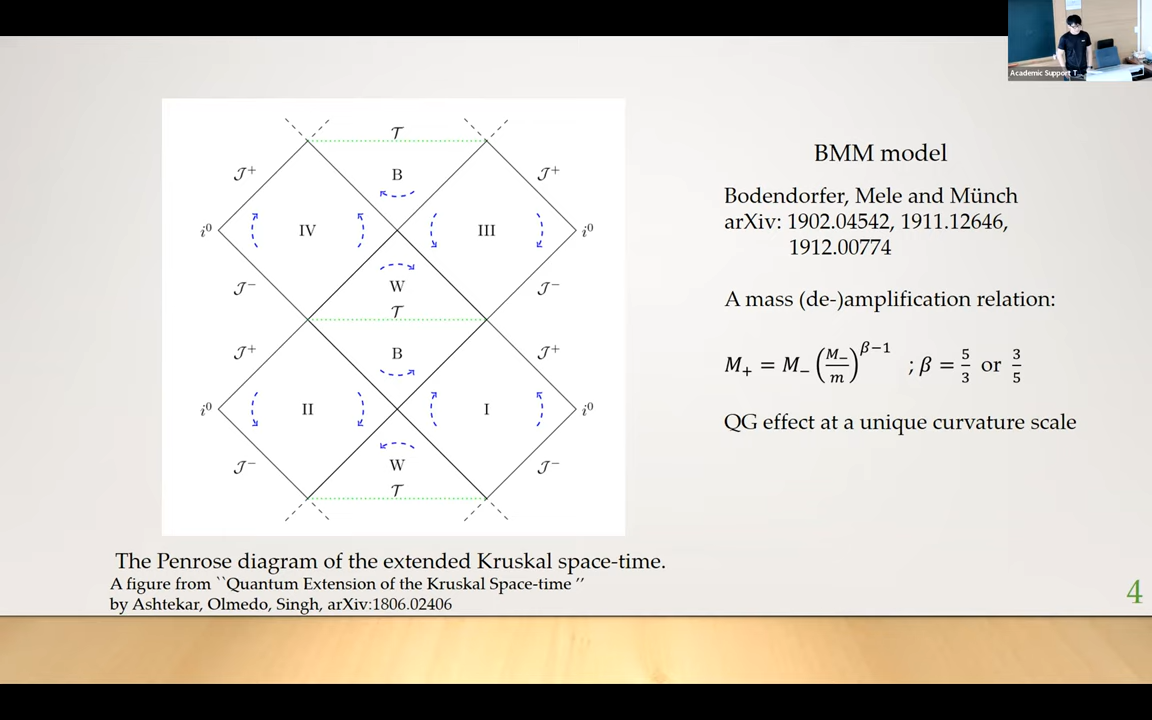 Academic Support T...
𝒯
𝒥⁺ B 𝒥⁺
i⁰ IV III i⁰
𝒥⁻ W 𝒥⁻
𝒯
𝒥⁺ B 𝒥⁺
i⁰ II I i⁰
𝒥⁻ W 𝒥⁻
𝒯
The Penrose diagram of the extended Kruskal space-time.
A figure from ``Quantum Extension of the Kruskal Space-time ′′
by Ashtekar, Olmedo, Singh, arXiv:1806.02406
BMM model
Bodendorfer, Mele and Münch
arXiv: 1902.04542, 1911.12646,
1912.00774
A mass (de-)amplification relation:
M₊ = M₋ (M₋/m)^(β−1) ; β = 5/3 or 3/5
QG effect at a unique curvature scale
4